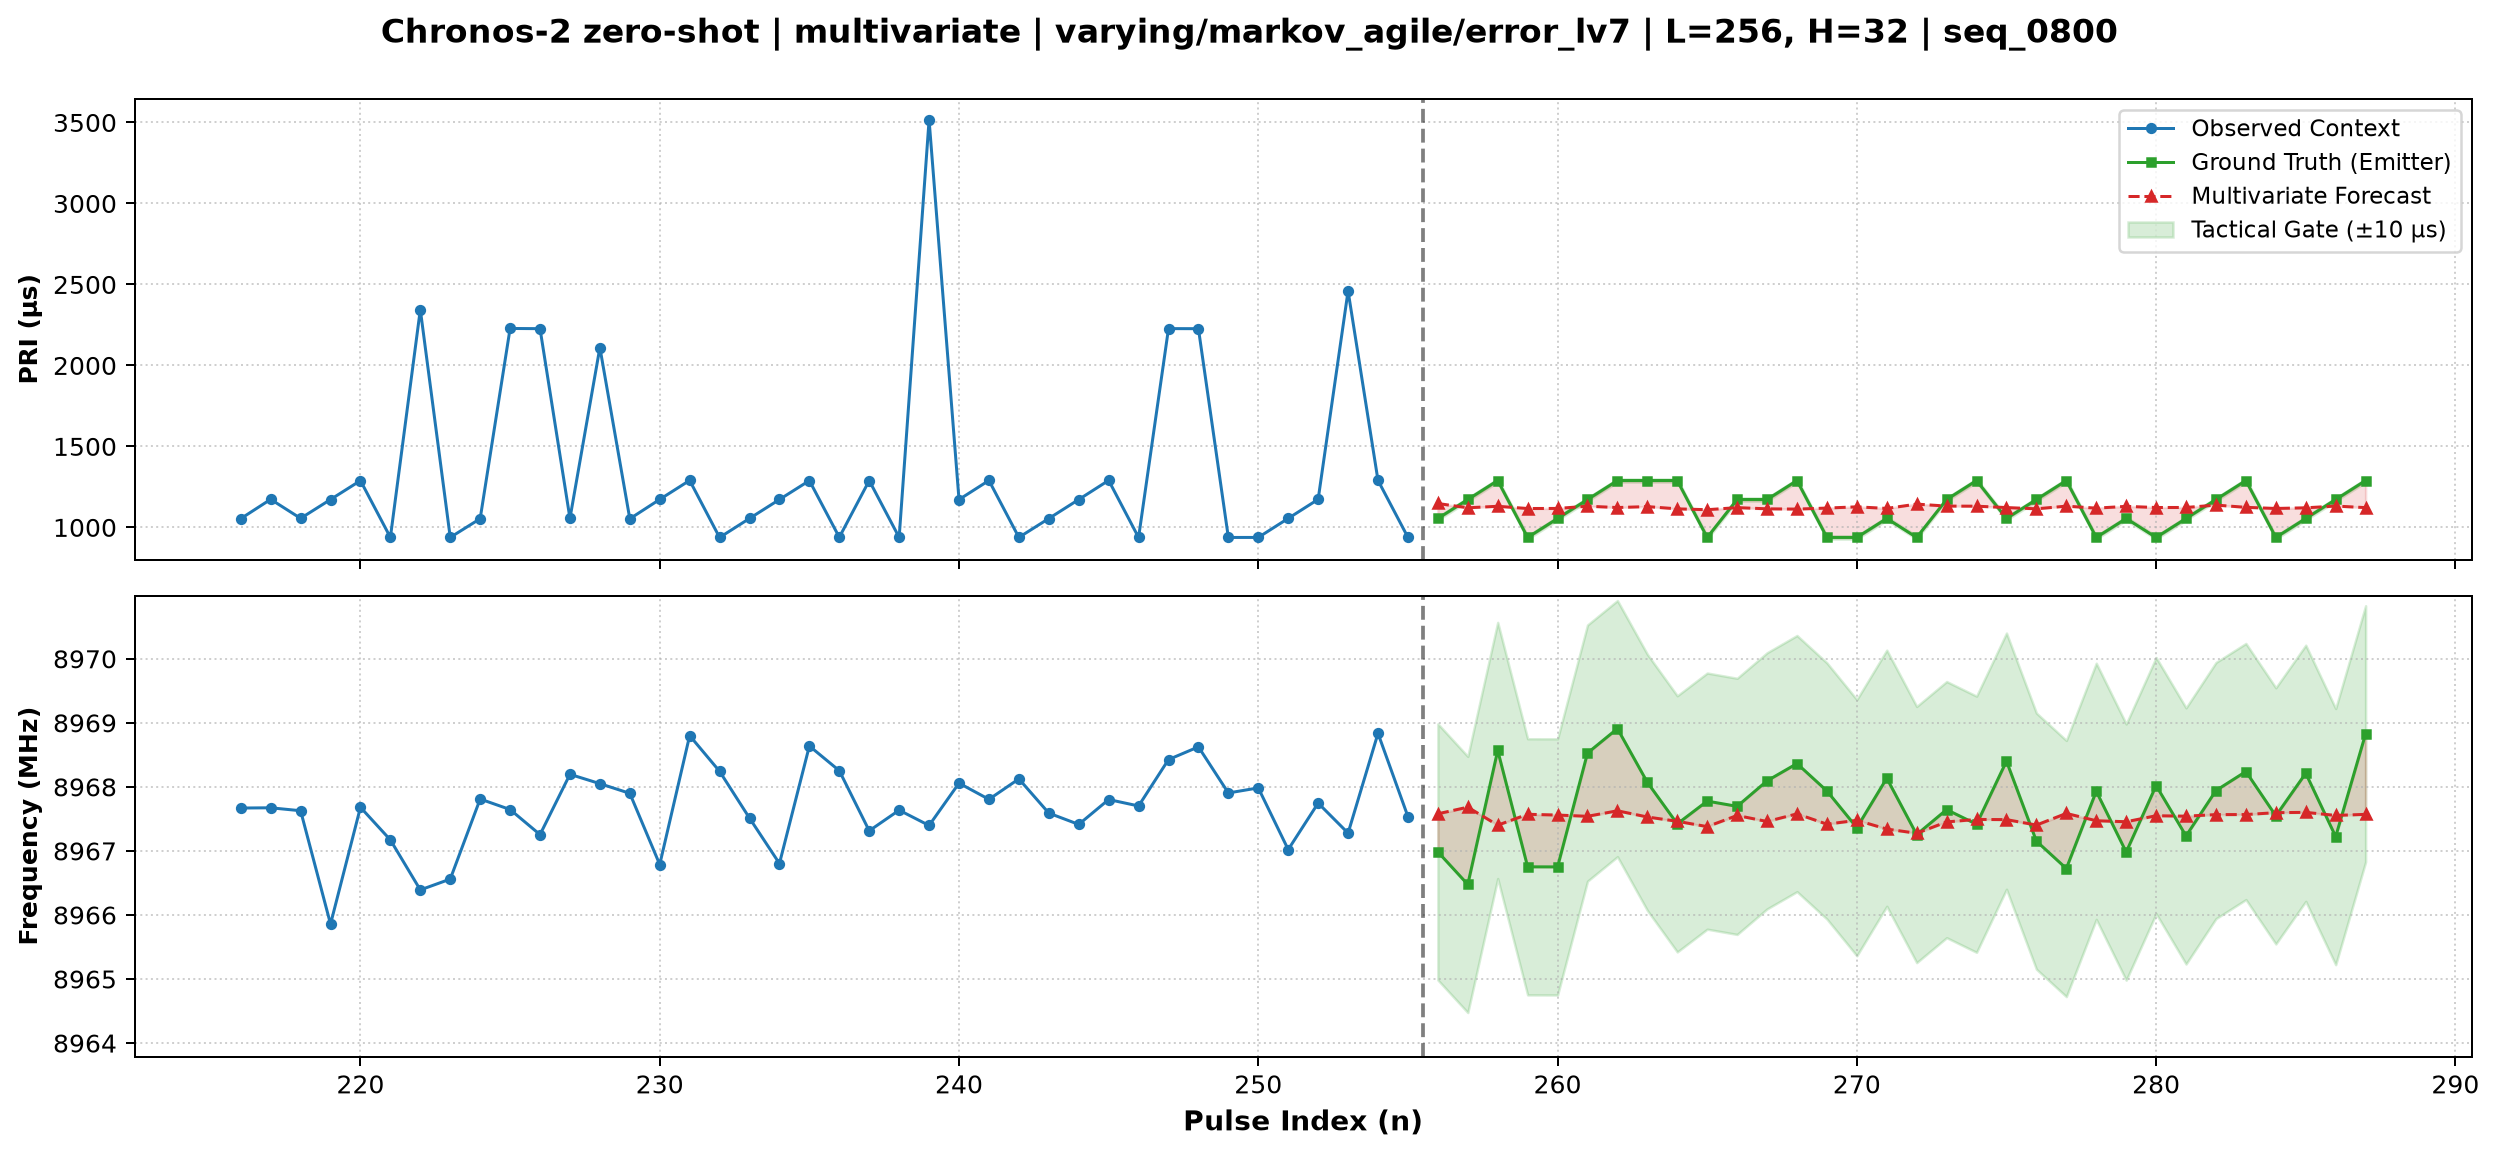 Chronos-2 zero-shot | multivariate | varying/markov_agile/error_lv7 | L=256, H=32 | seq_0800
PRI (µs)
3500
3000
2500
2000
1500
1000
Observed Context
Ground Truth (Emitter)
Multivariate Forecast
Tactical Gate (±10 µs)
Frequency (MHz)
8970
8969
8968
8967
8966
8965
8964
220 230 240 250 260 270 280 290
Pulse Index (n)